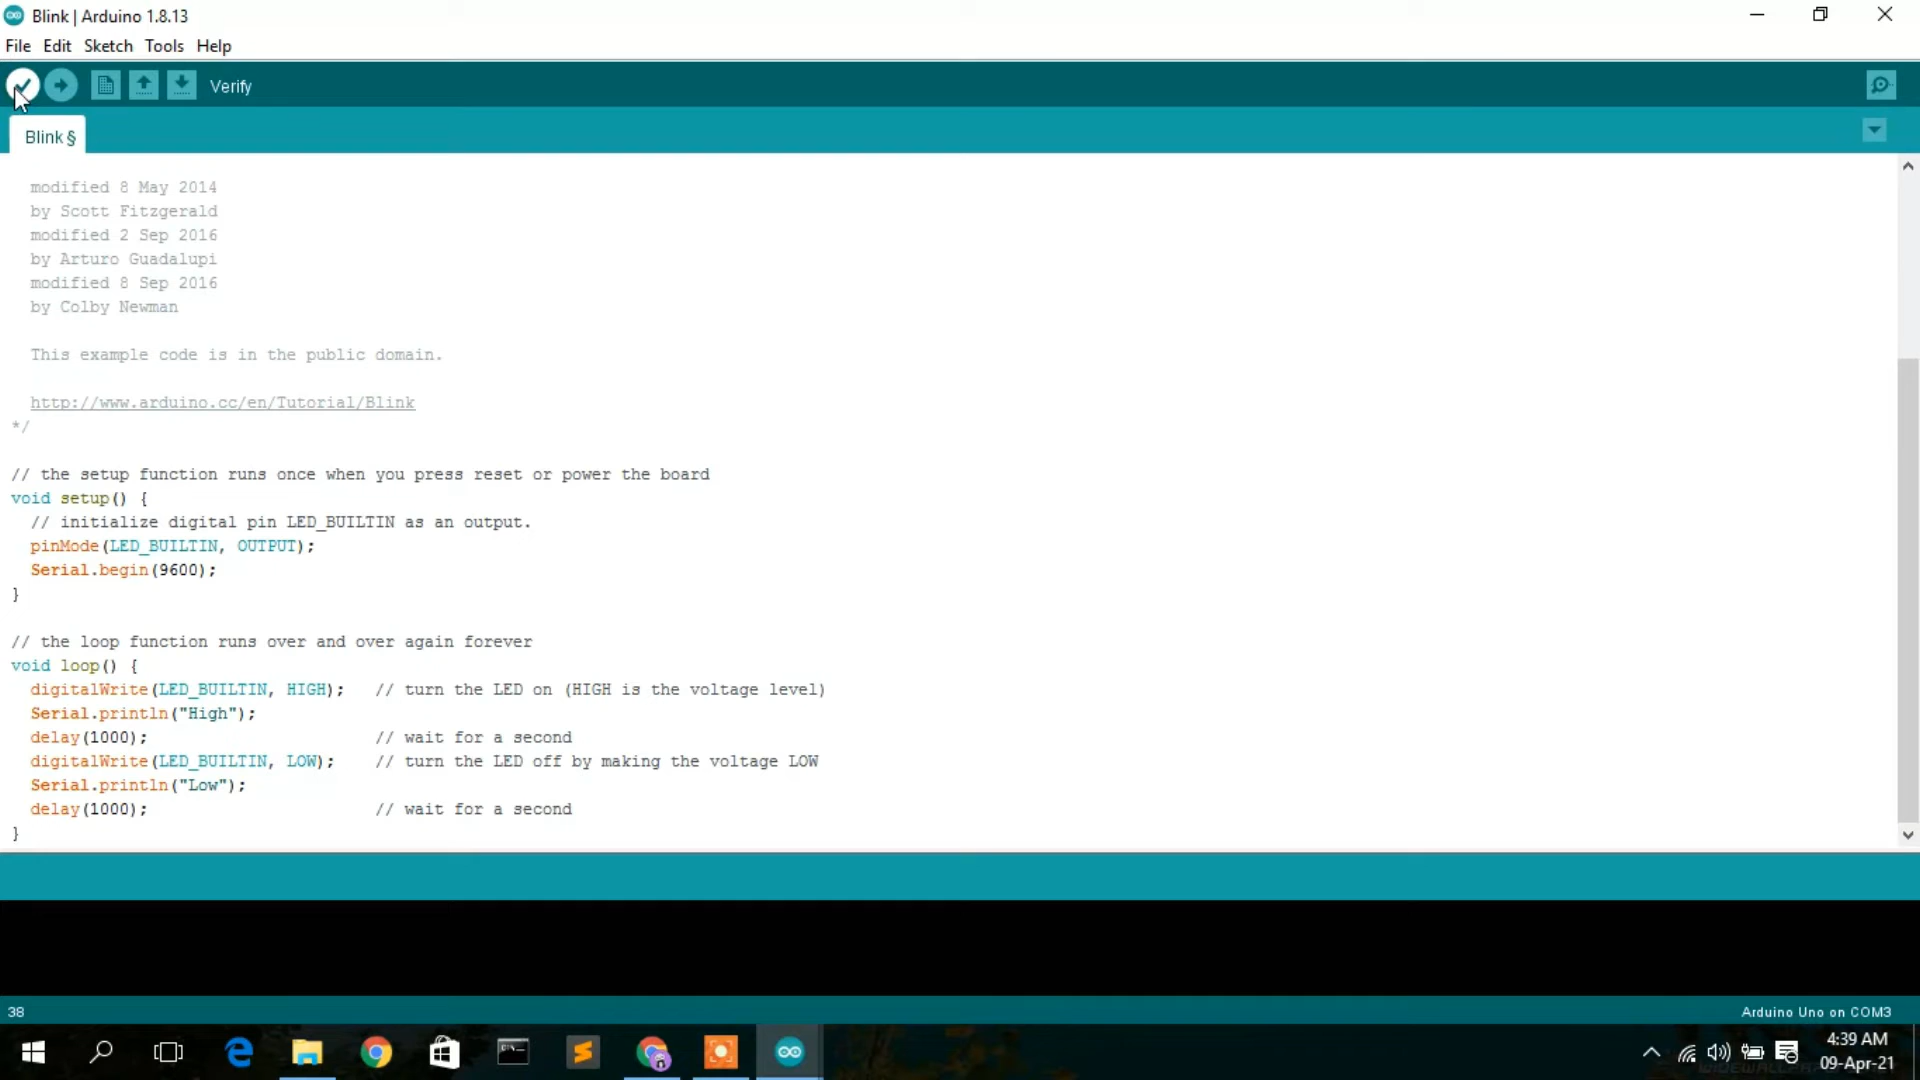 Blink | Arduino 1.8.13
File Edit Sketch Tools Help
Verify
Blink §
modified 8 May 2014
by Scott Fitzgerald
modified 2 Sep 2016
by Arturo Guadalupi
modified 8 Sep 2016
by Colby Newman
This example code is in the public domain.
http://www.arduino.cc/en/Tutorial/Blink
*/
// the setup function runs once when you press reset or power the board
void setup() {
// initialize digital pin LED_BUILTIN as an output.
pinMode(LED_BUILTIN, OUTPUT);
Serial.begin(9600);
}
// the loop function runs over and over again forever
void loop() {
digitalWrite(LED_BUILTIN, HIGH);   // turn the LED on (HIGH is the voltage level)
Serial.println("High");
delay(1000);                       // wait for a second
digitalWrite(LED_BUILTIN, LOW);    // turn the LED off by making the voltage LOW
Serial.println("Low");
delay(1000);                       // wait for a second
}
38
Arduino Uno on COM3
4:39 AM
09-Apr-21